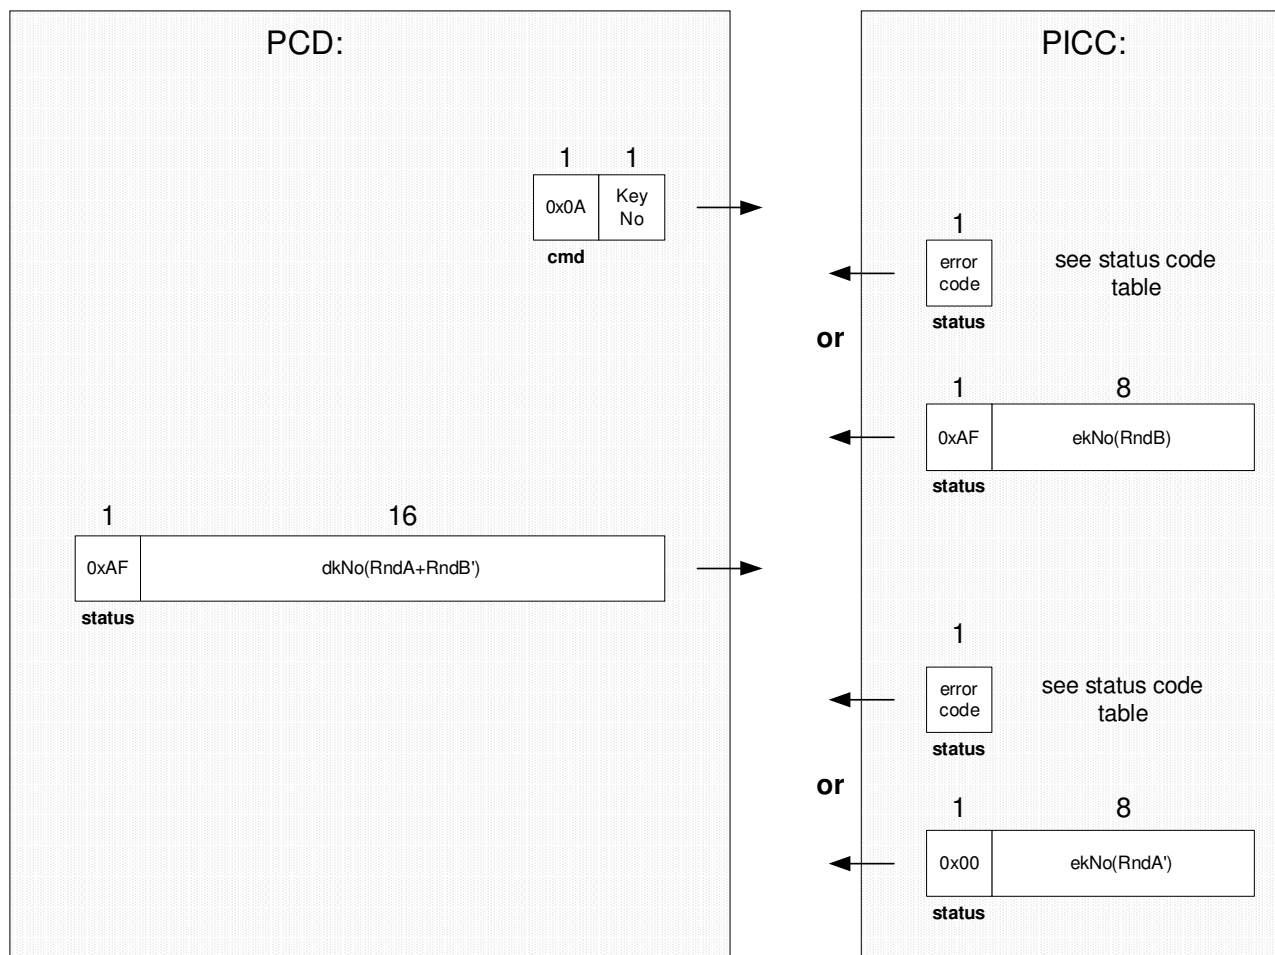 PCD:
PICC:
1 1
0x0A
Key
No
cmd
1
error
code
status
see status code
table
or
1 8
0xAF
ekNo(RndB)
status
1 16
0xAF
dkNo(RndA+RndB')
status
1
error
code
status
see status code
table
or
1 8
0x00
ekNo(RndA')
status